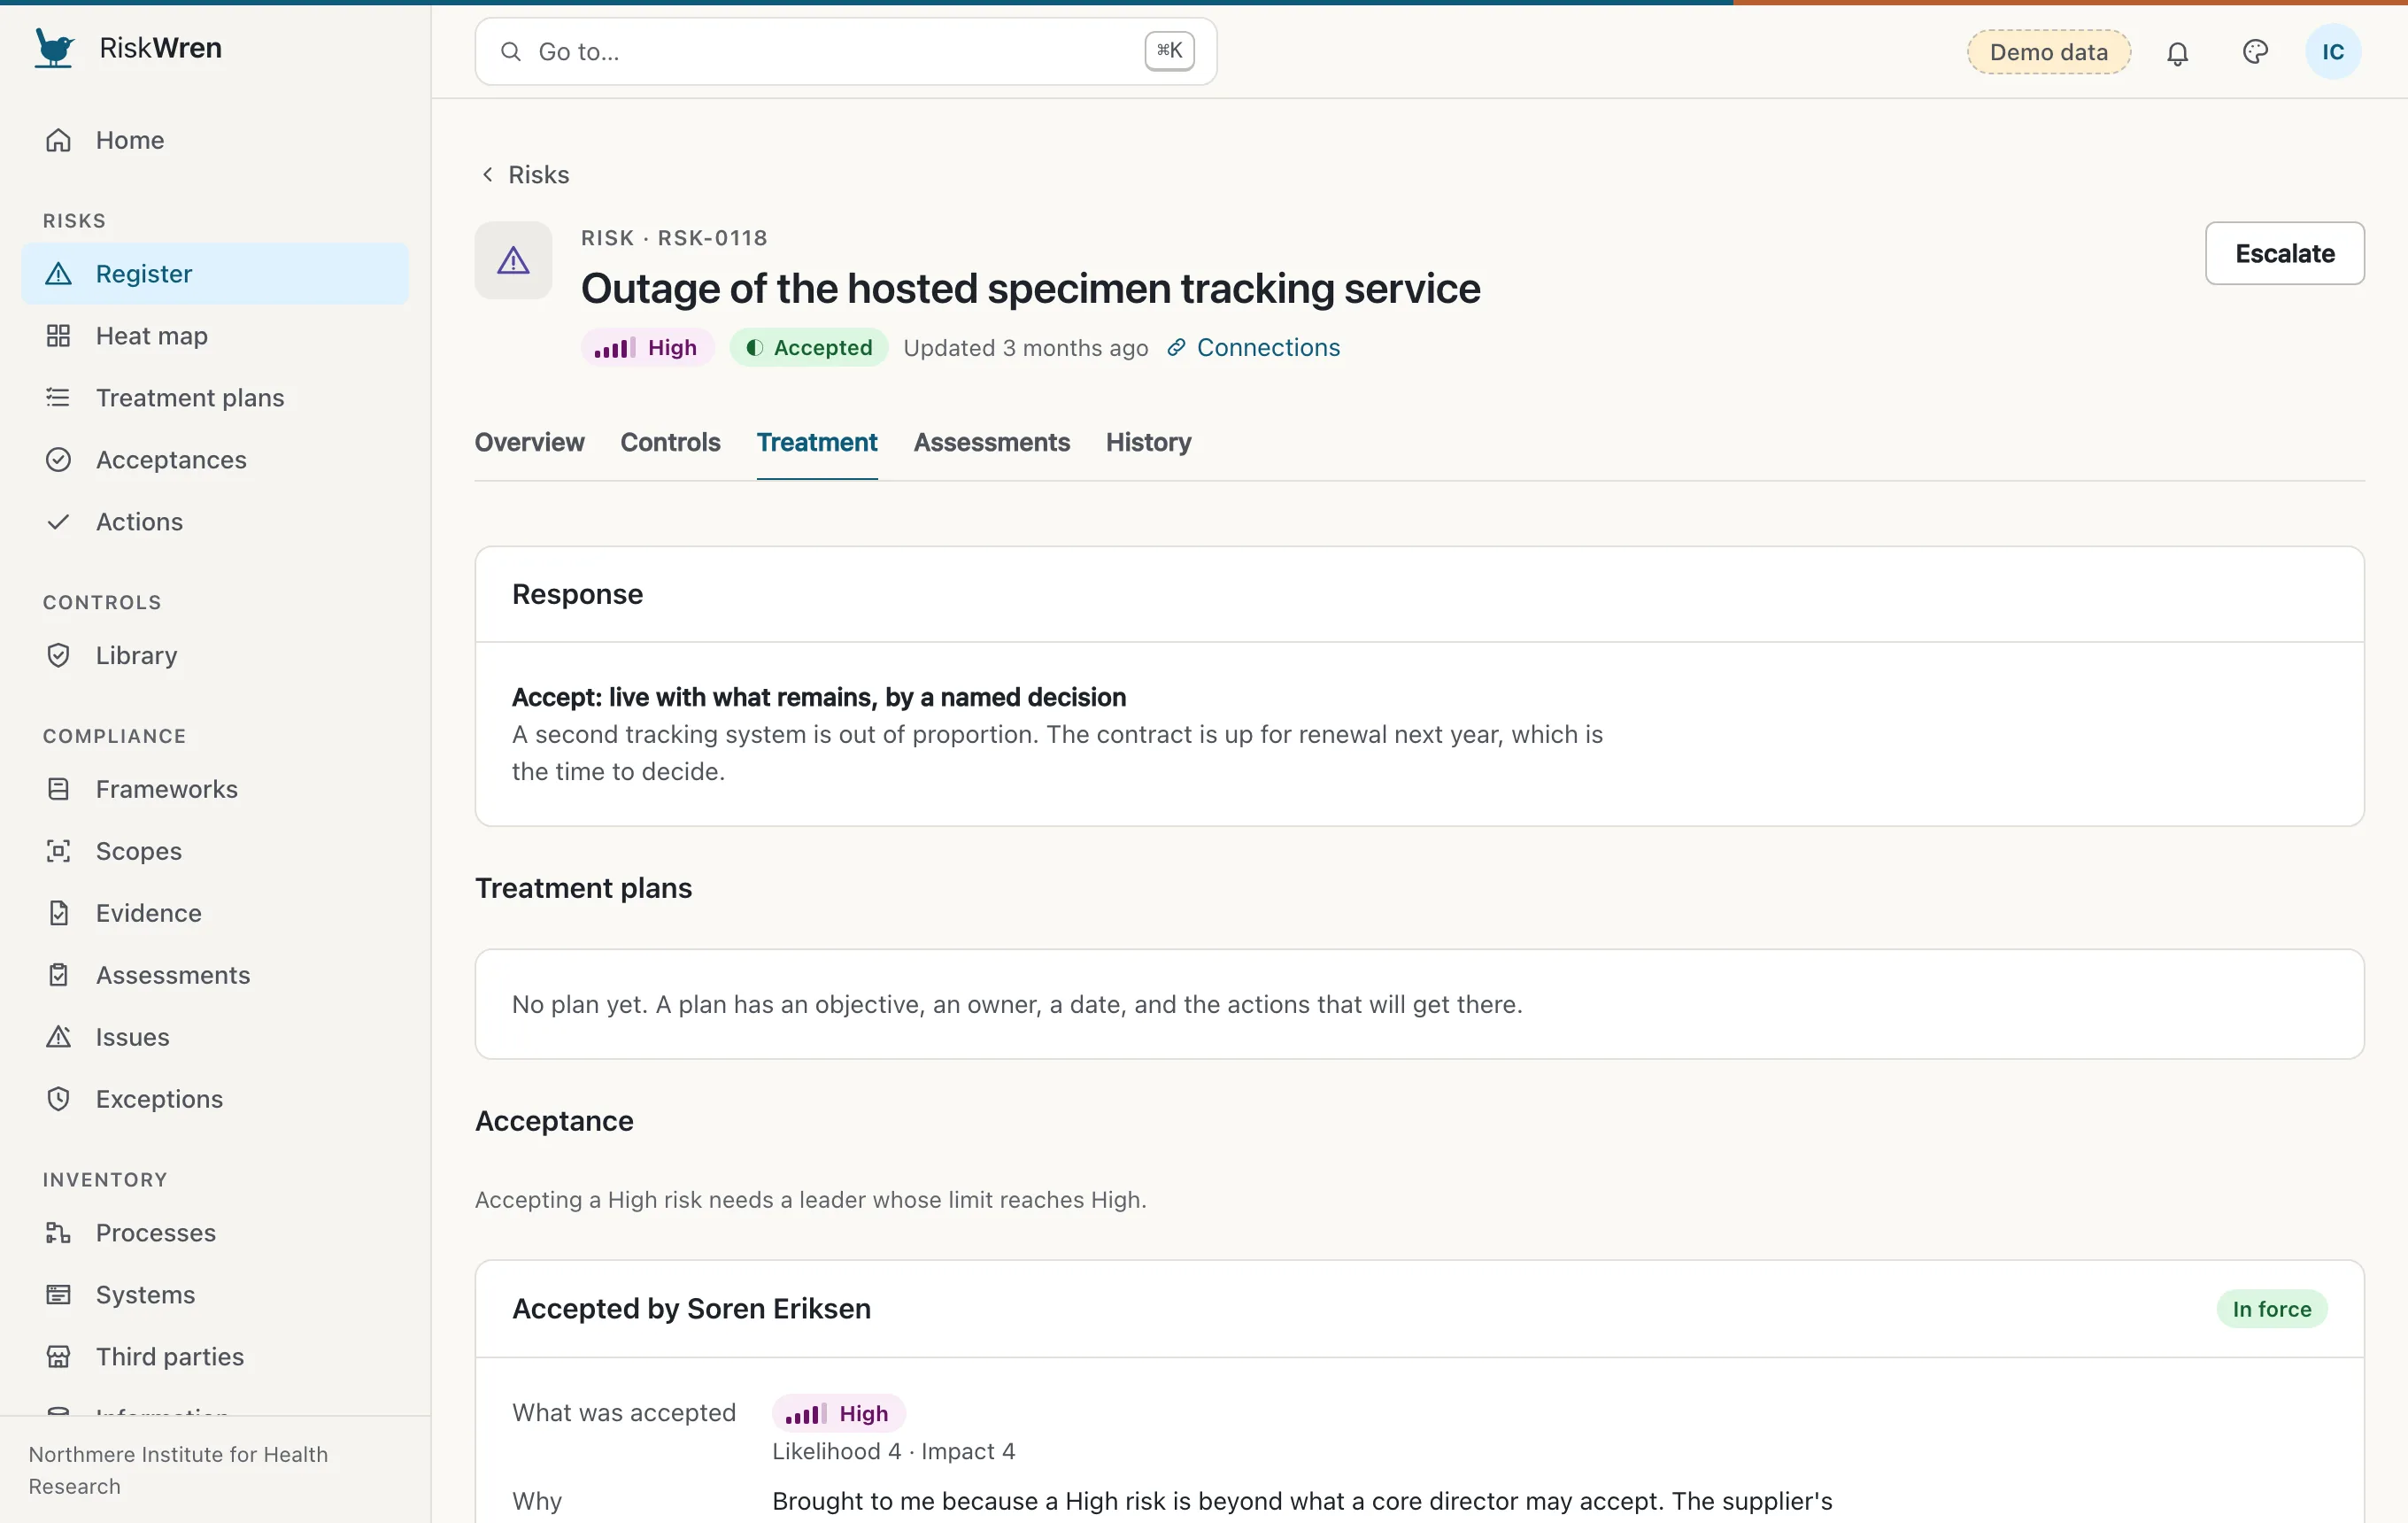 RiskWren
Go to...
⌘K
Demo data
IC
Home
RISKS
Register
Heat map
Treatment plans
Acceptances
Actions
CONTROLS
Library
COMPLIANCE
Frameworks
Scopes
Evidence
Assessments
Issues
Exceptions
INVENTORY
Processes
Systems
Third parties
Northmere Institute for Health
Research
Risks
RISK · RSK-0118
Outage of the hosted specimen tracking service
Escalate
High
Accepted
Updated 3 months ago
Connections
Overview
Controls
Treatment
Assessments
History
Response
Accept: live with what remains, by a named decision
A second tracking system is out of proportion. The contract is up for renewal next year, which is
the time to decide.
Treatment plans
No plan yet. A plan has an objective, an owner, a date, and the actions that will get there.
Acceptance
Accepting a High risk needs a leader whose limit reaches High.
Accepted by Soren Eriksen
In force
What was accepted
High
Likelihood 4 · Impact 4
Why
Brought to me because a High risk is beyond what a core director may accept. The supplier's